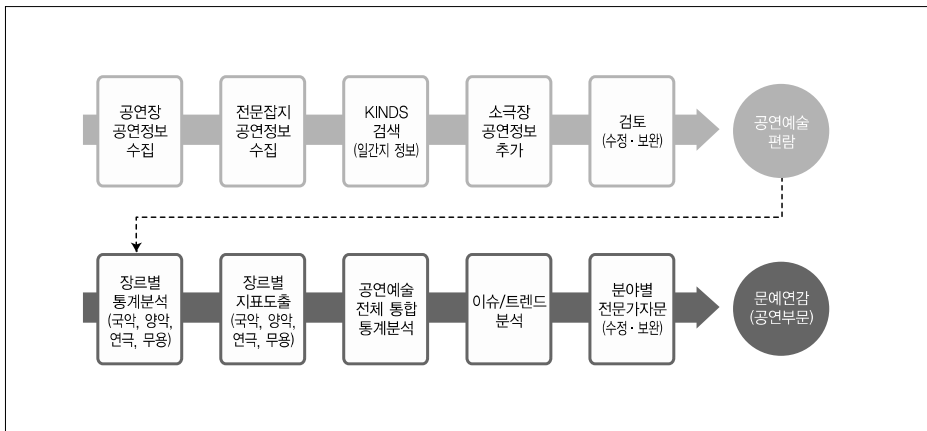 공연장
공연정보
수집
전문잡지
공연정보
수집
KINDS
검색
(일간지 정보)
소극장
공연정보
추가
검토
(수정·보완)
공연예술
편람
장르별
통계분석
(국악, 양악,
연극, 무용)
장르별
지표도출
(국악, 양악,
연극, 무용)
공연예술
전체 통합
통계분석
이슈/트렌드
분석
분야별
전문가자문
(수정·보완)
문예연감
(공연부문)